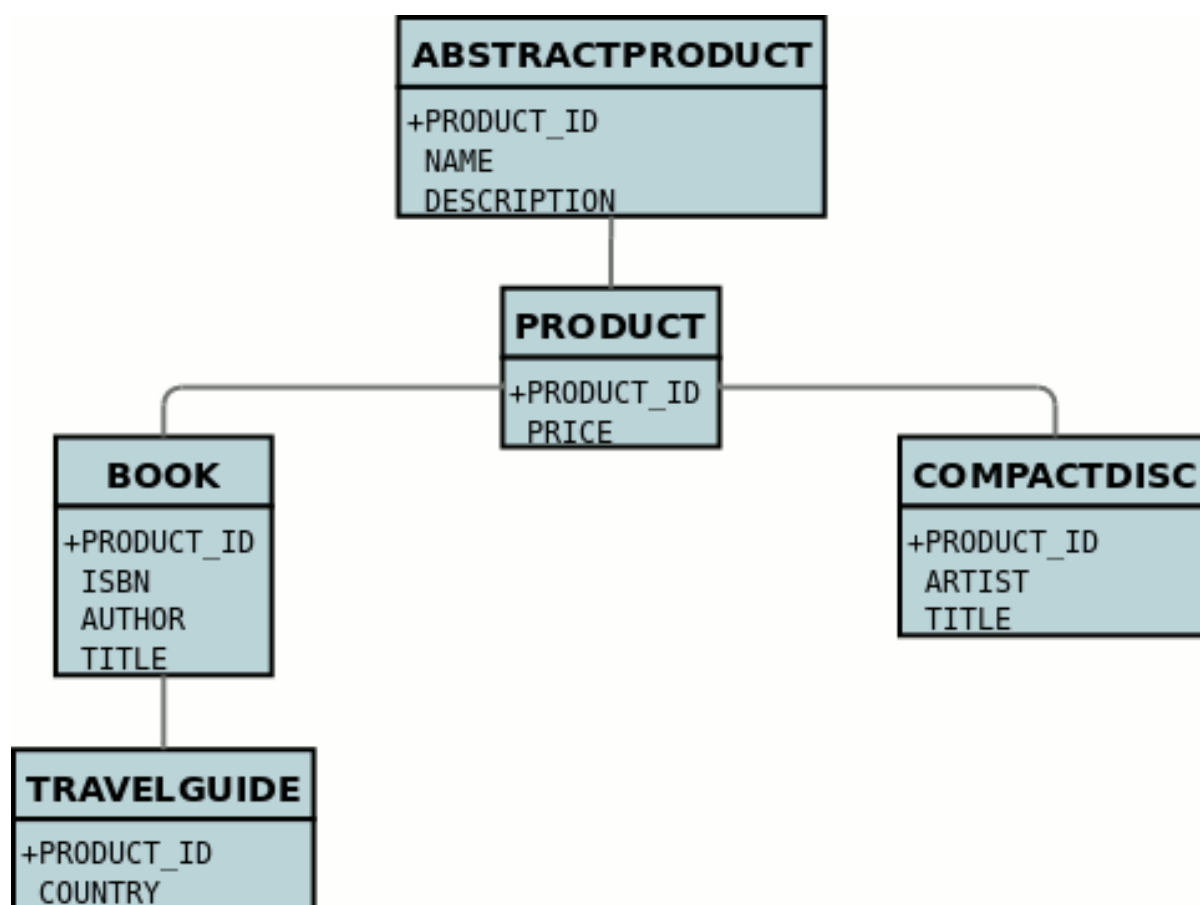 ABSTRACTPRODUCT
+PRODUCT_ID
NAME
DESCRIPTION
PRODUCT
+PRODUCT_ID
PRICE
BOOK
+PRODUCT_ID
ISBN
AUTHOR
TITLE
COMPACTDISC
+PRODUCT_ID
ARTIST
TITLE
TRAVELGUIDE
+PRODUCT_ID
COUNTRY